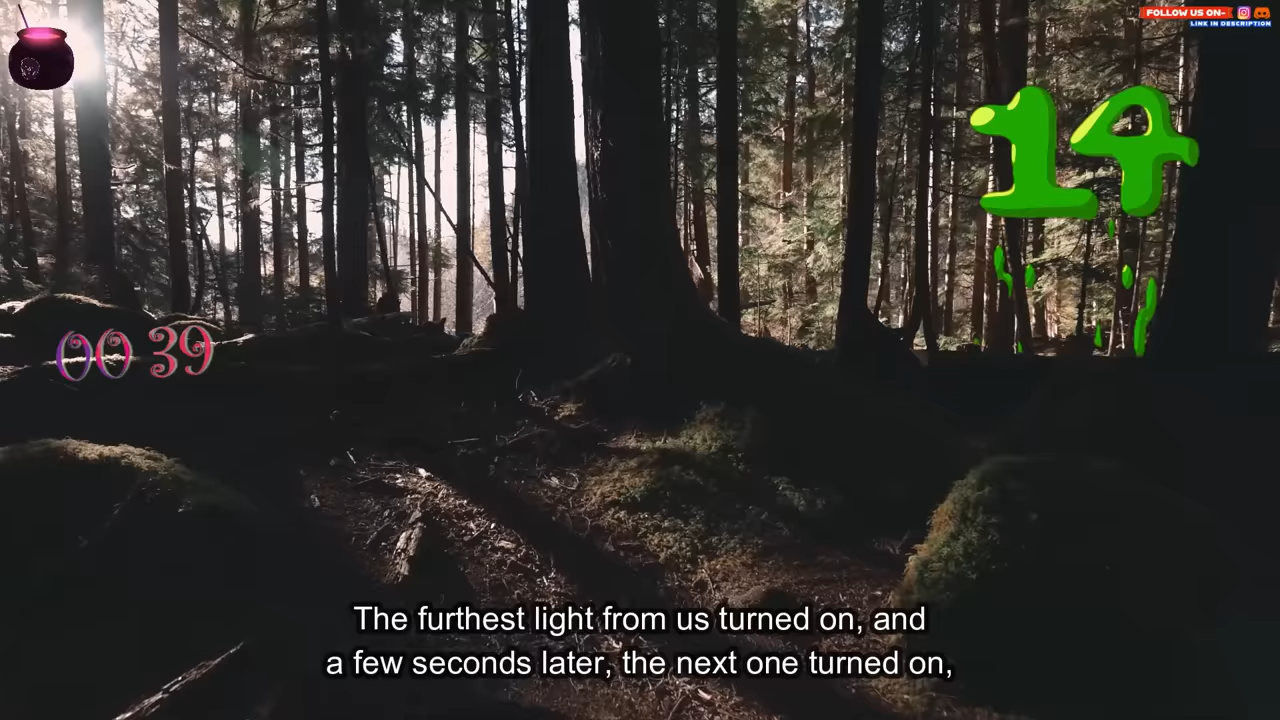 FOLLOW US ON-
LINK IN DESCRIPTION
14
00 39
The furthest light from us turned on, and
a few seconds later, the next one turned on,